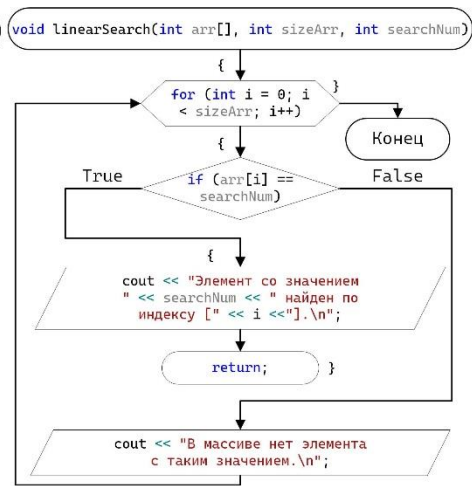 void linearSearch(int arr[], int sizeArr, int searchNum)
{
for (int i = 0; i
< sizeArr; i++)
}
Конец
{
True
if (arr[i] ==
searchNum)
False
{
cout << "Элемент со значением
" << searchNum << " найден по
индексу [" << i <<"].\n";
return;
}
cout << "В массиве нет элемента
с таким значением.\n";